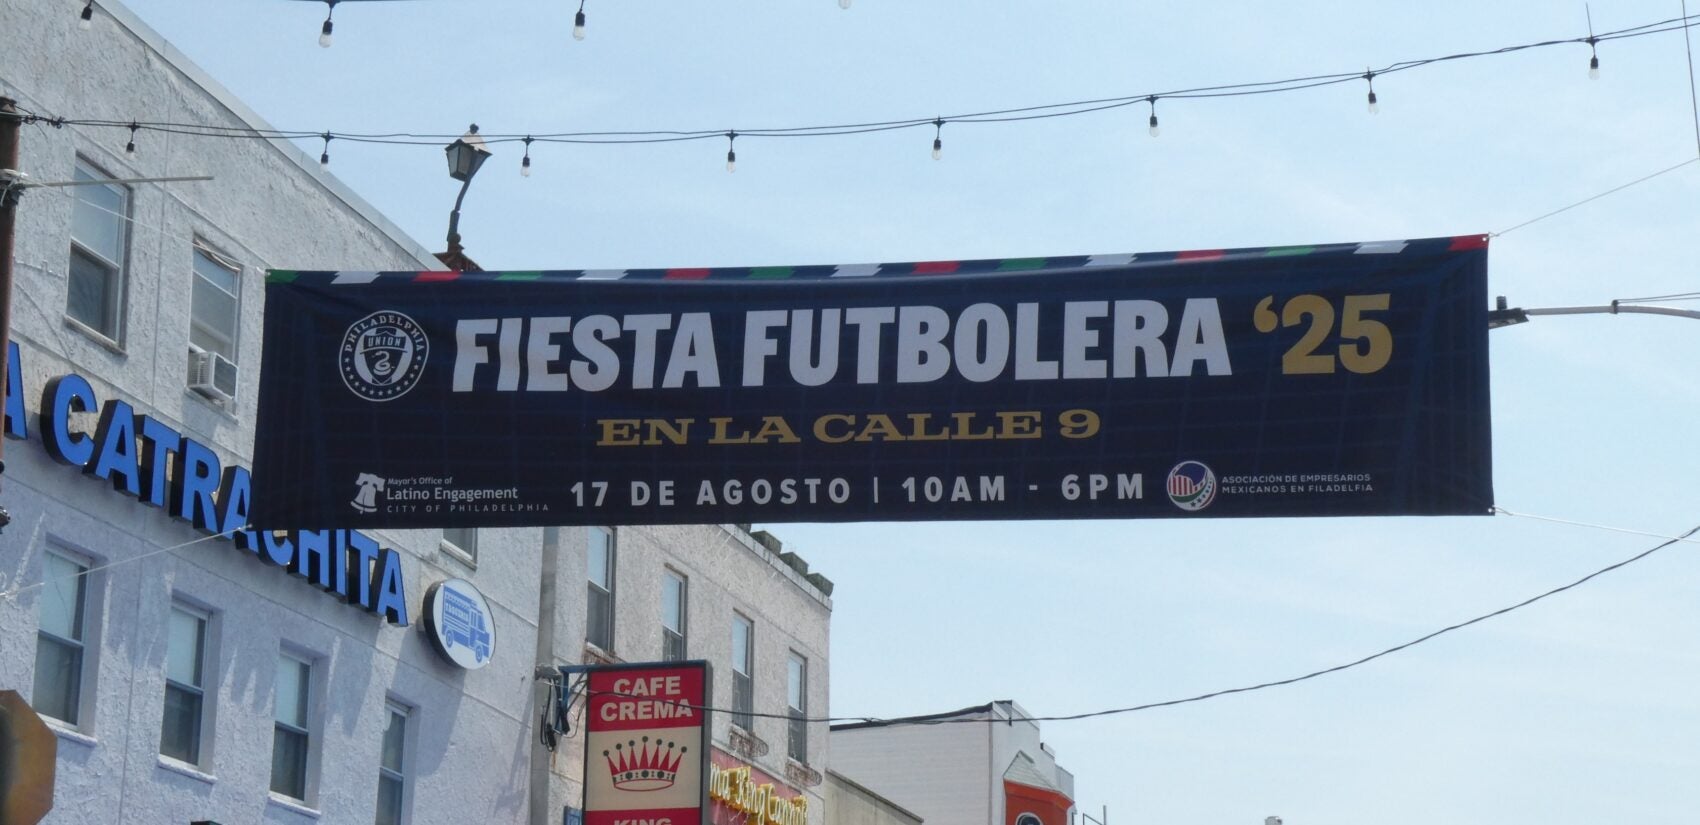 PHILADELPHIA
UNION
FIESTA FUTBOLERA '25
EN LA CALLE 9
Mayor's Office of
Latino Engagement
CITY OF PHILADELPHIA
17 DE AGOSTO | 10AM - 6PM
ASOCIACIÓN DE EMPRESARIOS
MEXICANOS EN FILADELFIA
A CATRACHITA
CAFE
CREMA
KING